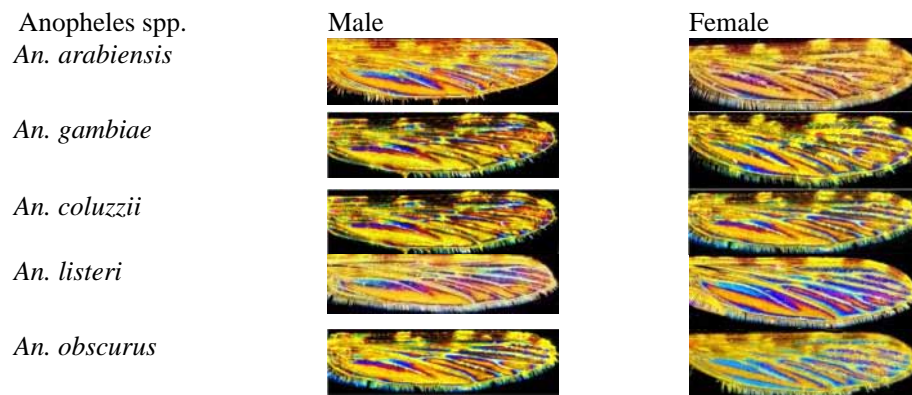 Anopheles spp. Male Female
An. arabiensis
An. gambiae
An. coluzzii
An. listeri
An. obscurus